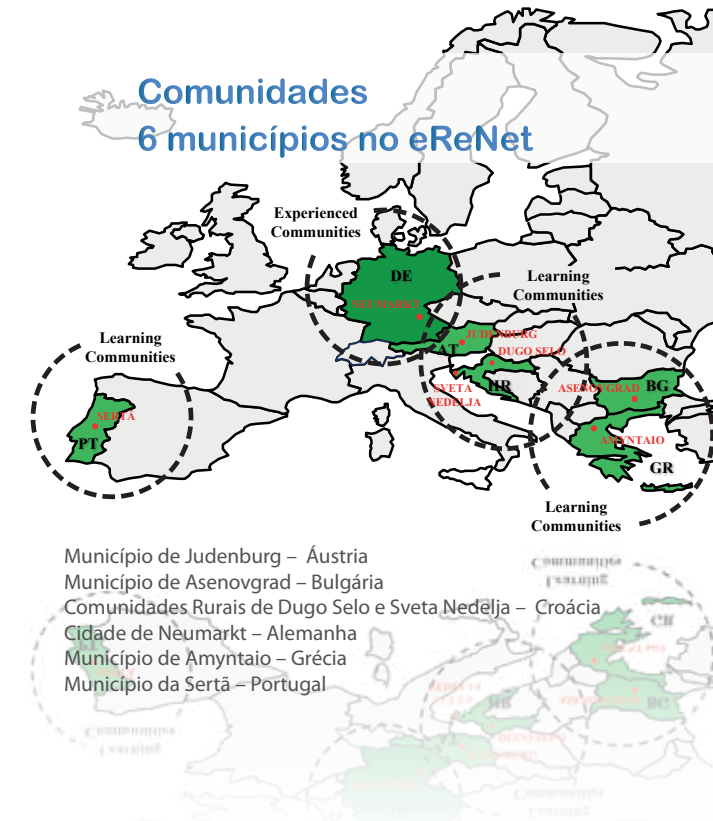 Comunidades
6 municípios no eReNet
Experienced
Communities
DE
NEUMARKT
Learning
Communities
JUDENBURG
AT
DUGO SELO
Learning
Communities
SVETA
NEDELJA
HR
ASENOVGRAD
BG
SERTÃ
PT
AMYNTAIO
GR
Learning
Communities
Município de Judenburg – Áustria
Município de Asenovgrad – Bulgária
Comunidades Rurais de Dugo Selo e Sveta Nedelja – Croácia
Cidade de Neumarkt – Alemanha
Município de Amyntaio – Grécia
Município da Sertã – Portugal